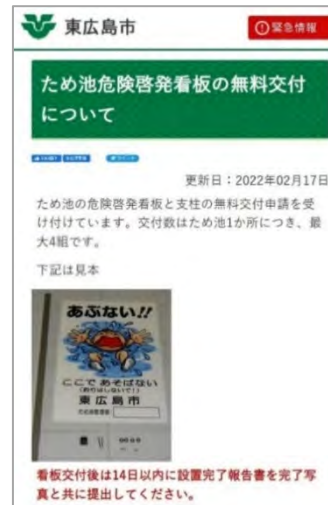 東広島市
緊急情報
ため池危険啓発看板の無料交付
について
更新日：2022年02月17日
ため池の危険啓発看板と支柱の無料交付申請を受
け付けています。交付数はため池1か所につき、最
大4組です。
下記は見本
あぶない!!
ここで あそばない
東広島市
看板交付後は14日以内に設置完了報告書を完了写
真と共に提出してください。